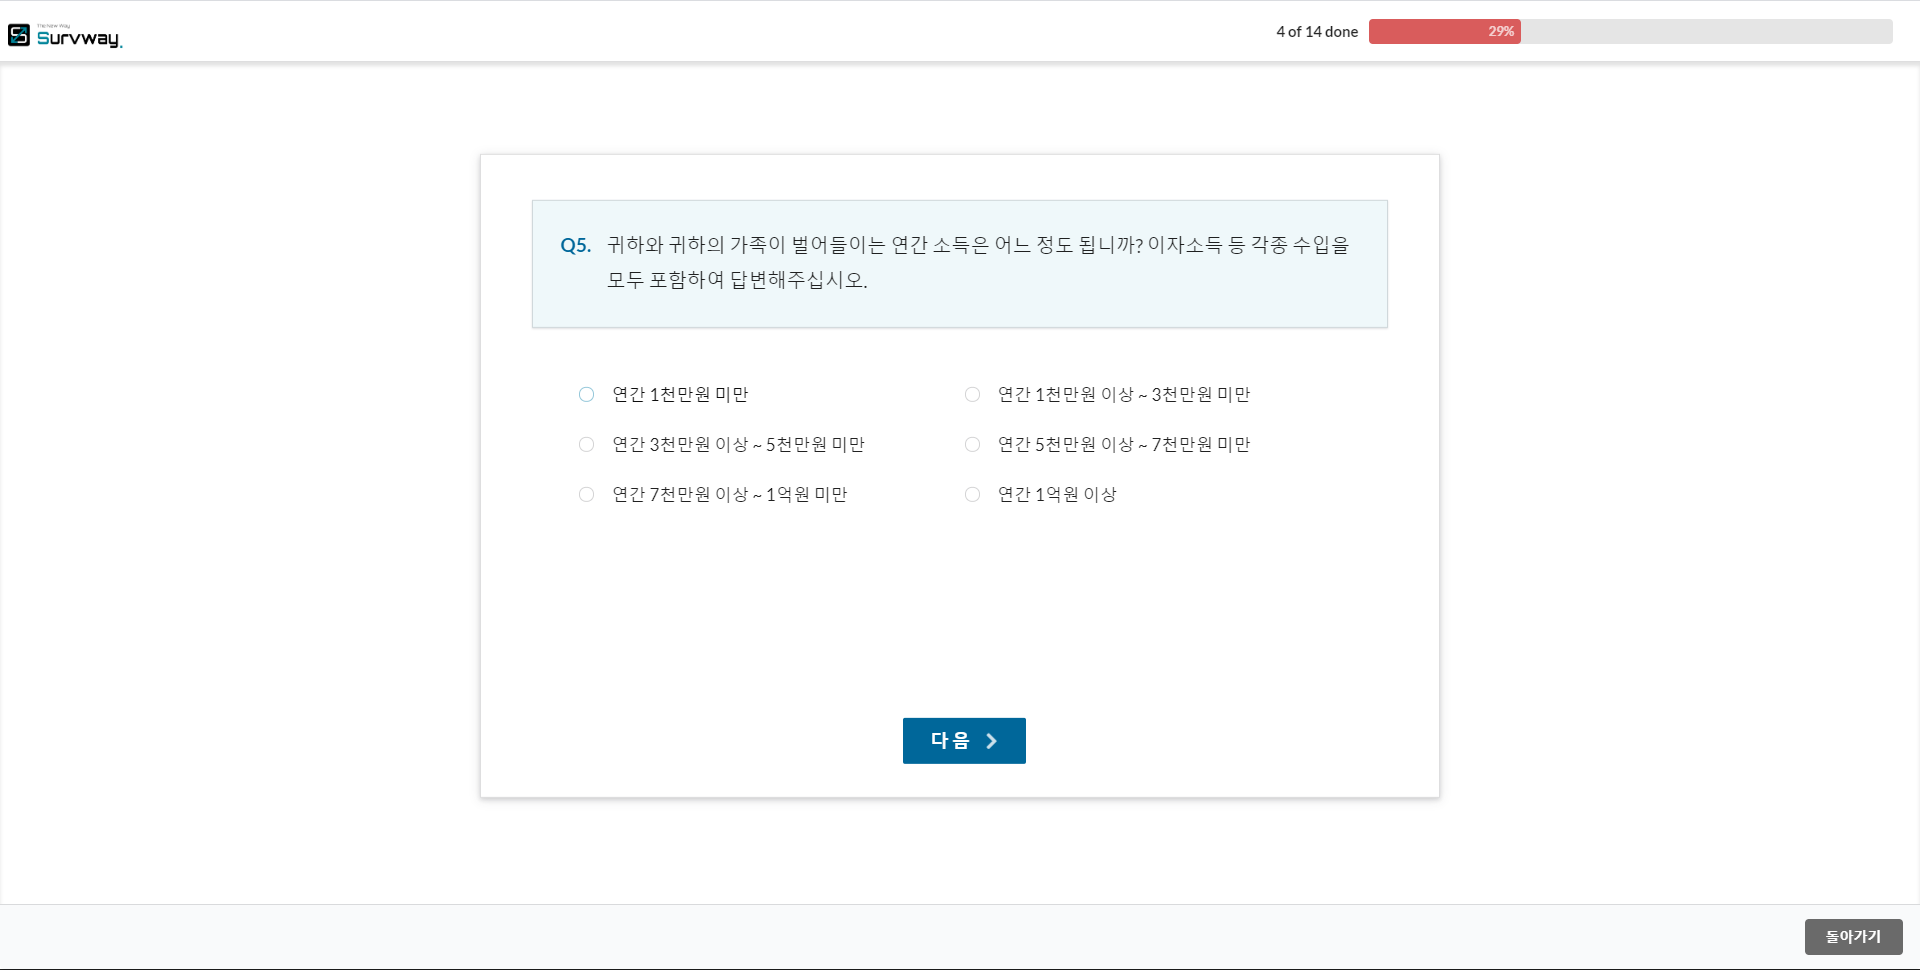 The New Way
Survway.
4 of 14 done
29%
Q5. 귀하와 귀하의 가족이 벌어들이는 연간 소득은 어느 정도 됩니까? 이자소득 등 각종 수입을
모두 포함하여 답변해주십시오.
연간 1천만원 미만
연간 1천만원 이상 ~ 3천만원 미만
연간 3천만원 이상 ~ 5천만원 미만
연간 5천만원 이상 ~ 7천만원 미만
연간 7천만원 이상 ~ 1억원 미만
연간 1억원 이상
다음
돌아가기